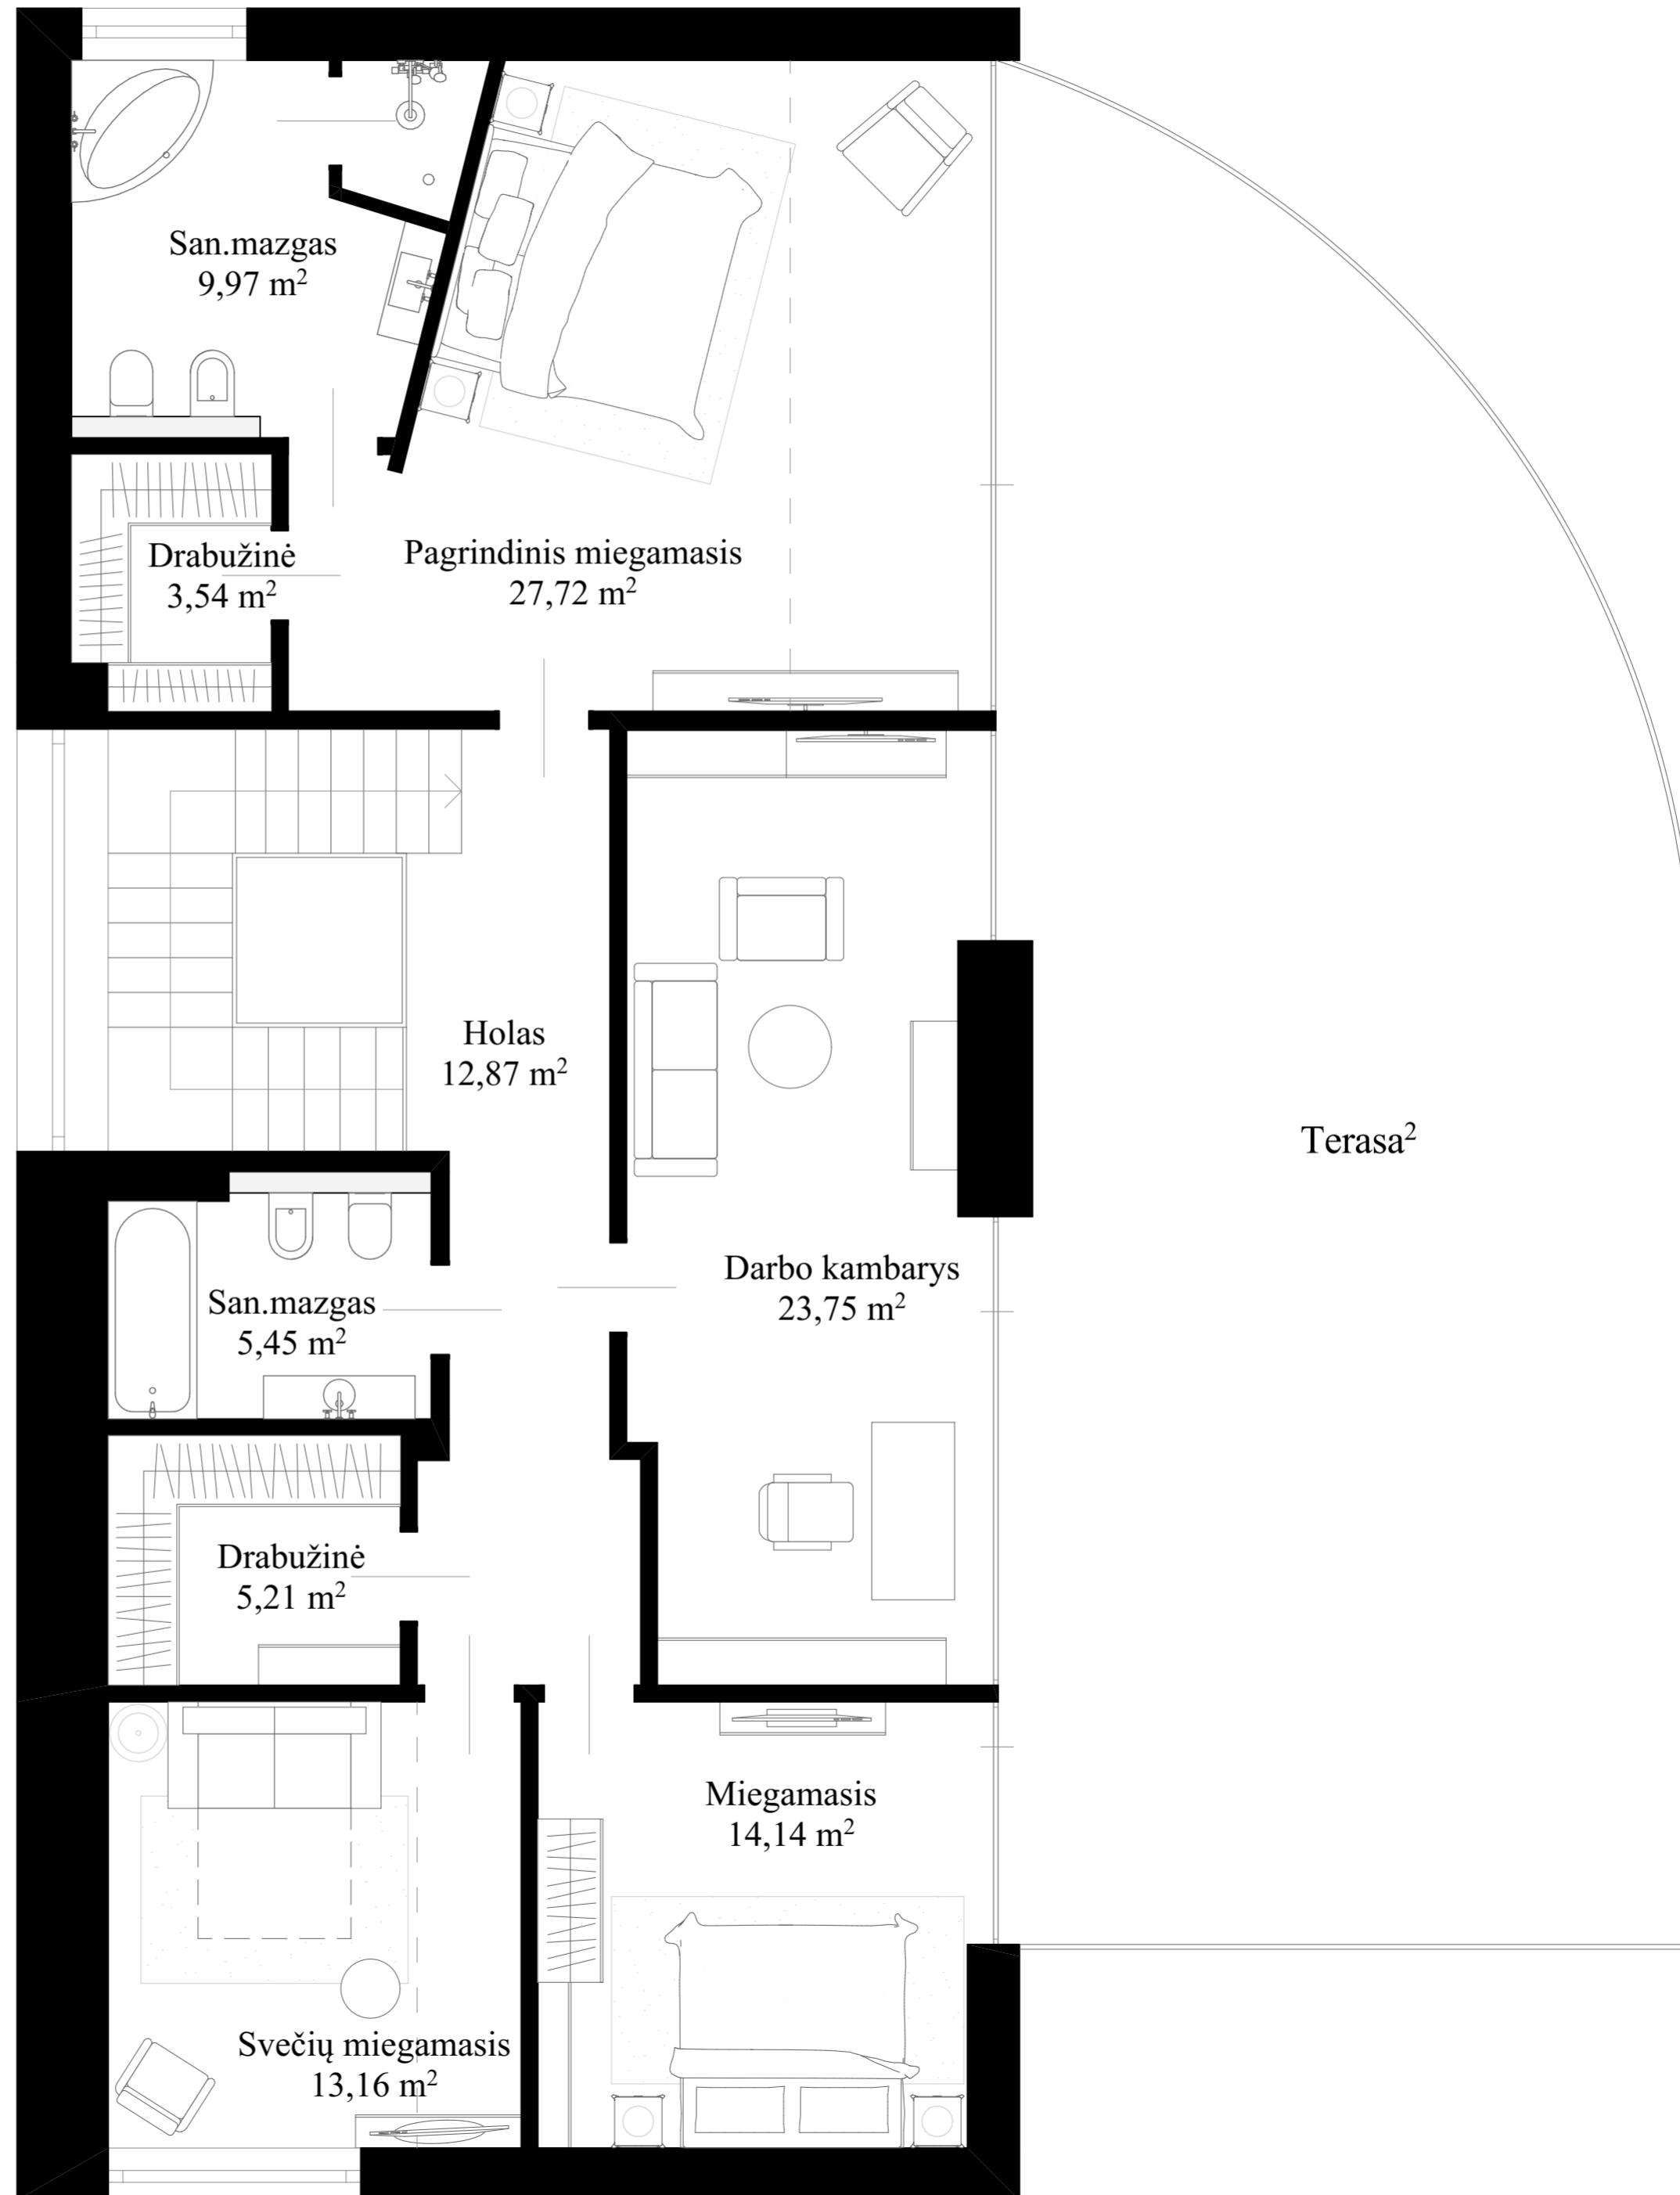 San.mazgas
9,97 m²
Drabužinė
3,54 m²
Pagrindinis miegamasis
27,72 m²
Holas
12,87 m²
Terasa²
Darbo kambarys
23,75 m²
San.mazgas
5,45 m²
Drabužinė
5,21 m²
Miegamasis
14,14 m²
Svečių miegamasis
13,16 m²